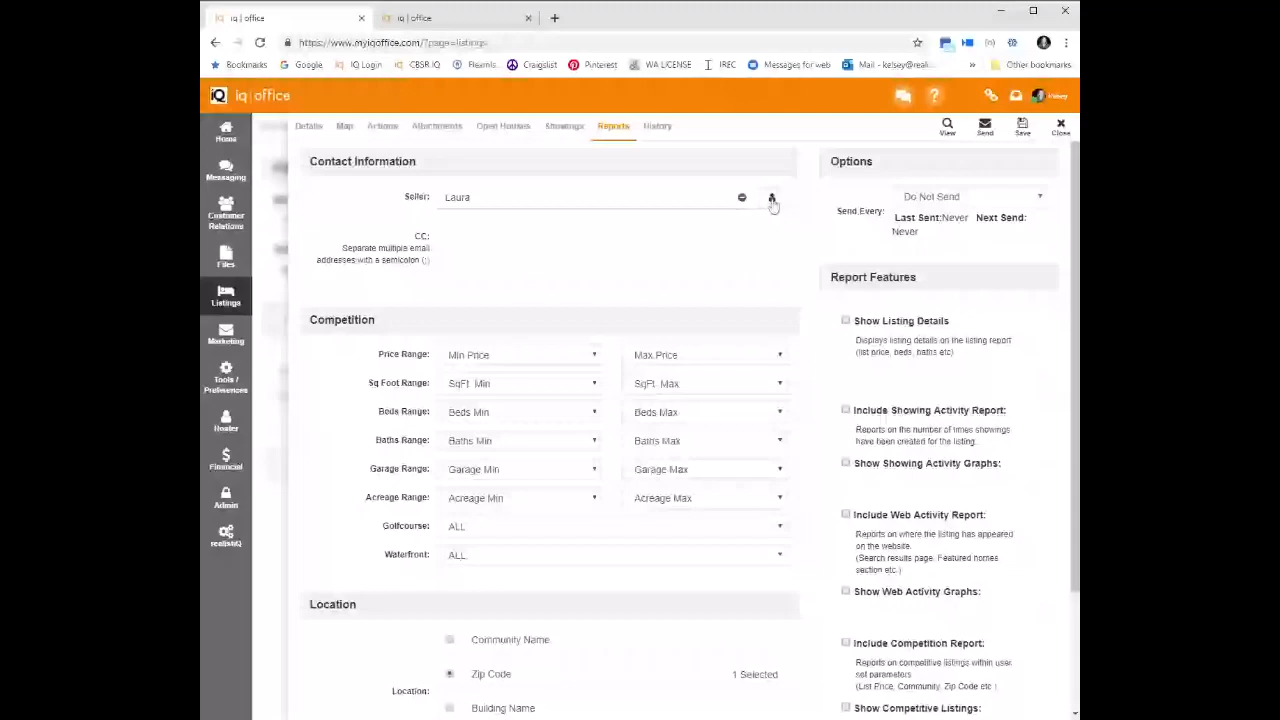 iq | office
iq | office
https://www.myiqoffice.com/?page=listings
Bookmarks
Google
IQ Login
CBSR IQ
Flexmls
Craigslist
Pinterest
WA LICENSE
IREC
Messages for web
Mail - kelsey@real
»
Other bookmarks
iQ iq | office
Kelsey
Home
Messaging
Customer
Relations
Files
Listings
Marketing
Tools /
Preferences
Roster
Financial
Admin
realistiQ
Details
Map
Actions
Attachments
Open Houses
Showings
Reports
History
View
Send
Save
Close
Contact Information
Seller:
Laura
CC:
Separate multiple email
addresses with a semicolon (;)
Competition
Price Range:
Min Price
Max Price
Sq Foot Range:
SqFt. Min
SqFt. Max
Beds Range:
Beds Min
Beds Max
Baths Range:
Baths Min
Baths Max
Garage Range:
Garage Min
Garage Max
Acreage Range:
Acreage Min
Acreage Max
Golfcourse:
ALL
Waterfront:
ALL
Location
Community Name
Zip Code
1 Selected
Location:
Building Name
Options
Do Not Send
Send Every:
Last Sent:Never Next Send:
Never
Report Features
Show Listing Details
Displays listing details on the listing report
(list price, beds, baths etc)
Include Showing Activity Report:
Reports on the number of times showings
have been created for the listing.
Show Showing Activity Graphs:
Include Web Activity Report:
Reports on where the listing has appeared
on the website.
(Search results page, Featured homes
section etc.)
Show Web Activity Graphs:
Include Competition Report:
Reports on competitive listings within user
set parameters
(List Price, Community, Zip Code etc.)
Show Competitive Listings: